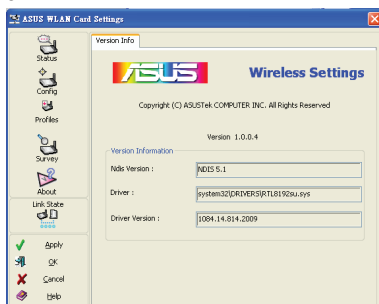 ASUS WLAN Card Settings
Status
Config
Profiles
Survey
About
Link State
Apply
OK
Cancel
Help
Version Info
ASUS
Wireless Settings
Copyright (C) ASUSTek COMPUTER INC. All Rights Reserved
Version 1.0.0.4
Version Information
Ndis Version :
NDIS 5.1
Driver :
system32\DRIVERS\RTL8192su.sys
Driver Version :
1084.14.814.2009